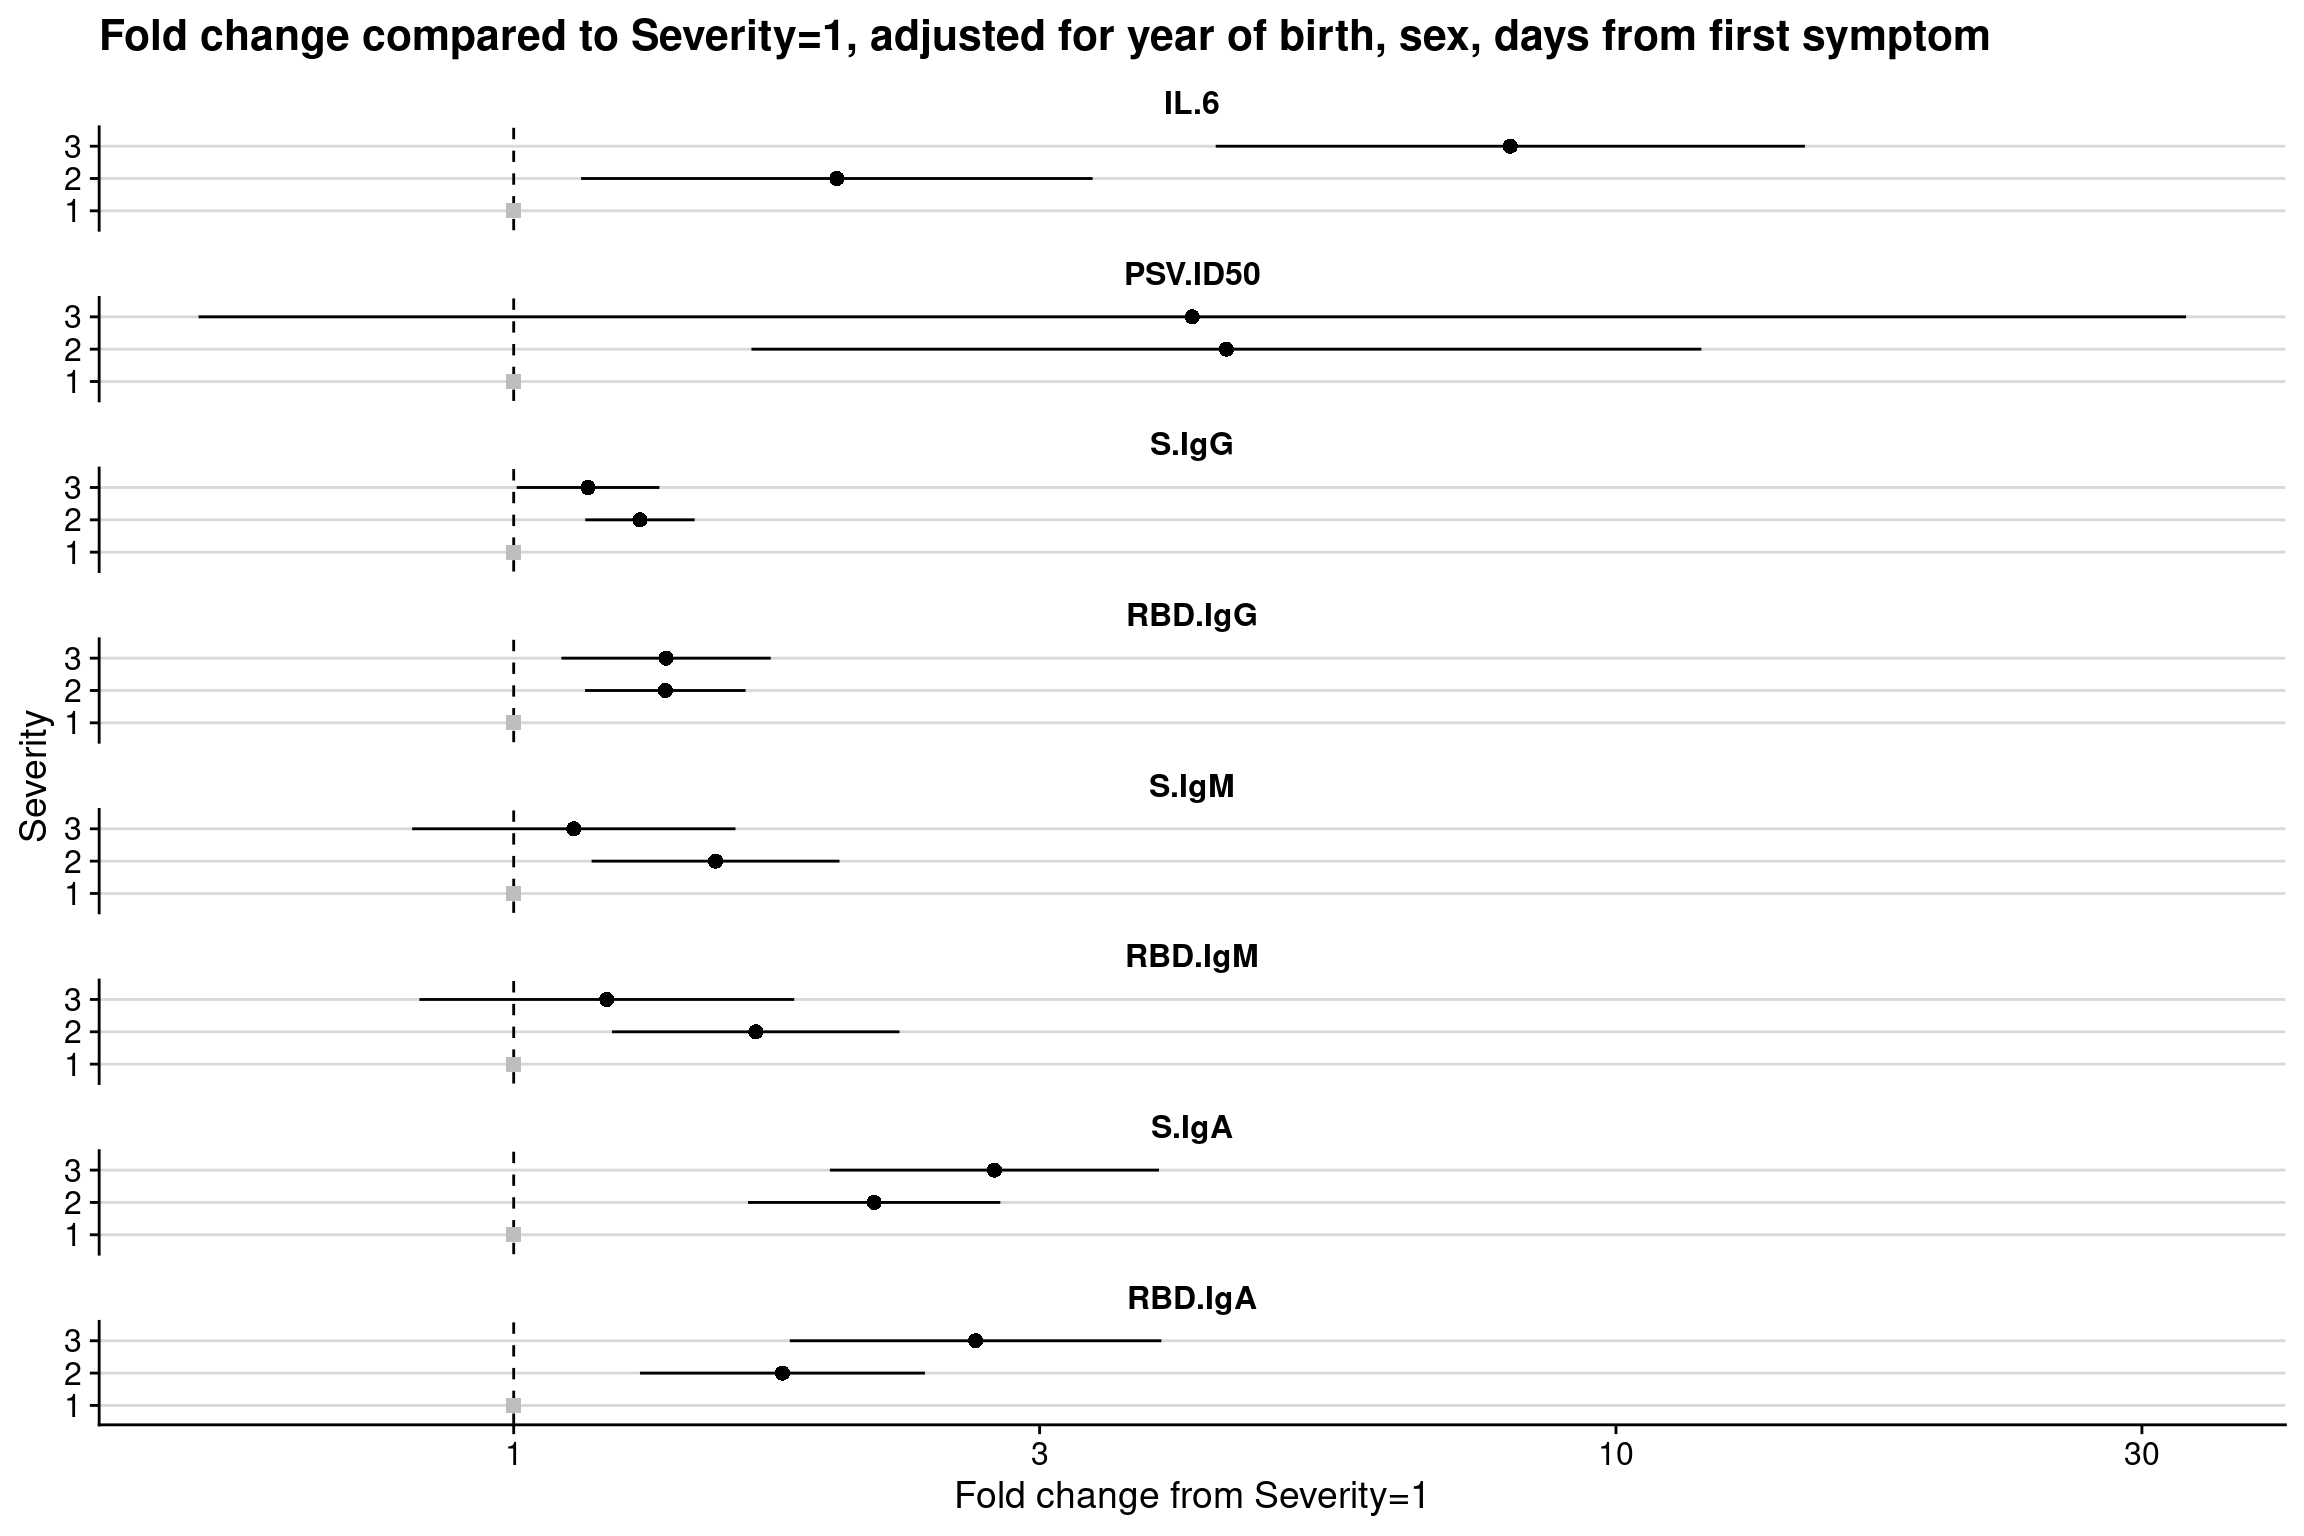 Fold change compared to Severity=1, adjusted for year of birth, sex, days from first symptom
IL.6
3
2
1
PSV.ID50
3
2
1
S.IgG
3
2
1
RBD.IgG
3
2
1
Severity
S.IgM
3
2
1
RBD.IgM
3
2
1
S.IgA
3
2
1
RBD.IgA
3
2
1
1 3 10 30
Fold change from Severity=1